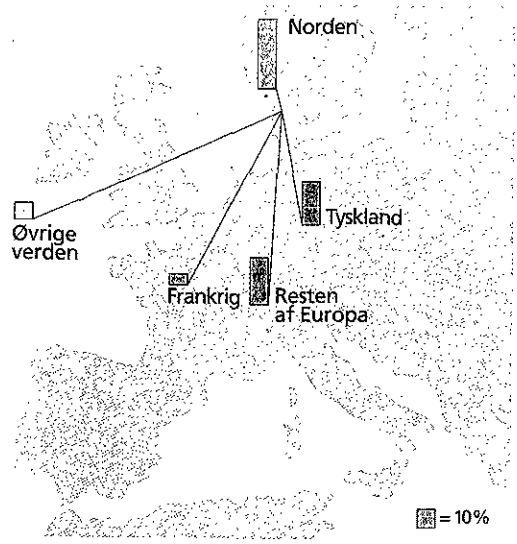 Norden
Tyskland
Øvrige
verden
Frankrig
Resten
af Europa
= 10%